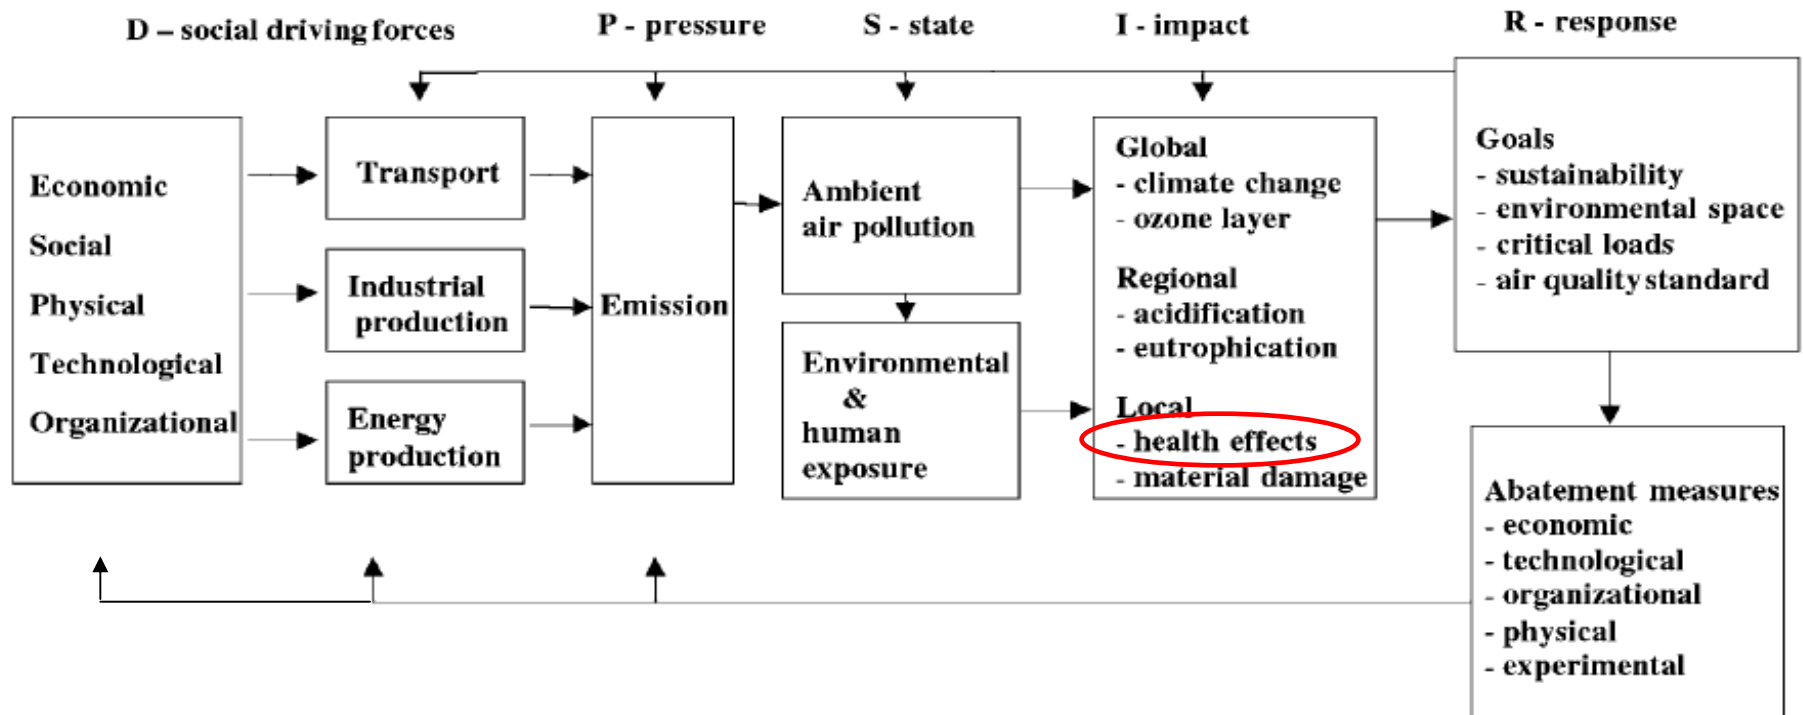 D – social driving forces
P - pressure
S - state
I - impact
R - response
Economic
Social
Physical
Technological
Organizational
Transport
Industrial
production
Energy
production
Emission
Ambient
air pollution
Environmental
&
human
exposure
Global
- climate change
- ozone layer
Regional
- acidification
- eutrophication
Local
- health effects
- material damage
Goals
- sustainability
- environmental space
- critical loads
- air quality standard
Abatement measures
- economic
- technological
- organizational
- physical
- experimental